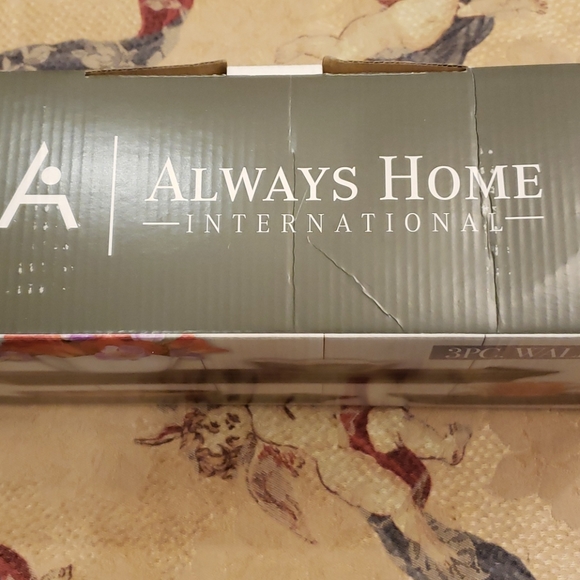 ALWAYS HOME
INTERNATIONAL
3PC. WAL